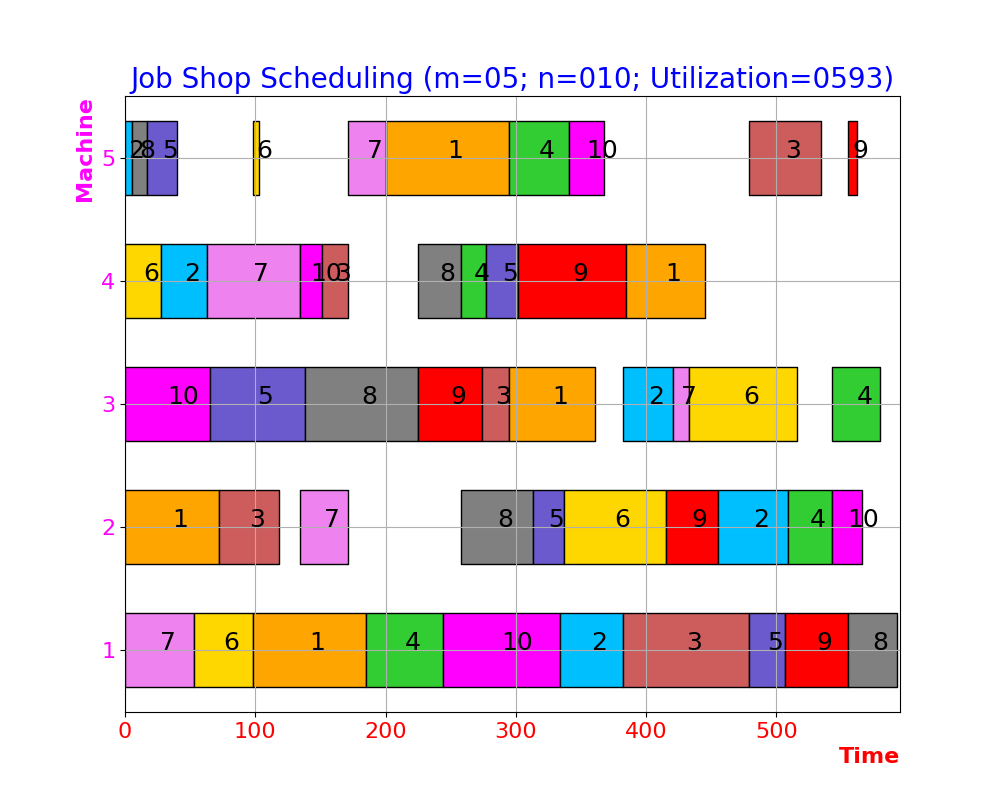 Job Shop Scheduling (m=05; n=010; Utilization=0593)
Machine
5
2 8 5 6 7 1 4 10 3 9
4
6 2 7 10 3 8 4 5 9 1
3
10 5 8 9 3 1 2 7 6 4
2
1 3 7 8 5 6 9 2 4 10
1
7 6 1 4 10 2 3 5 9 8
0 100 200 300 400 500
Time